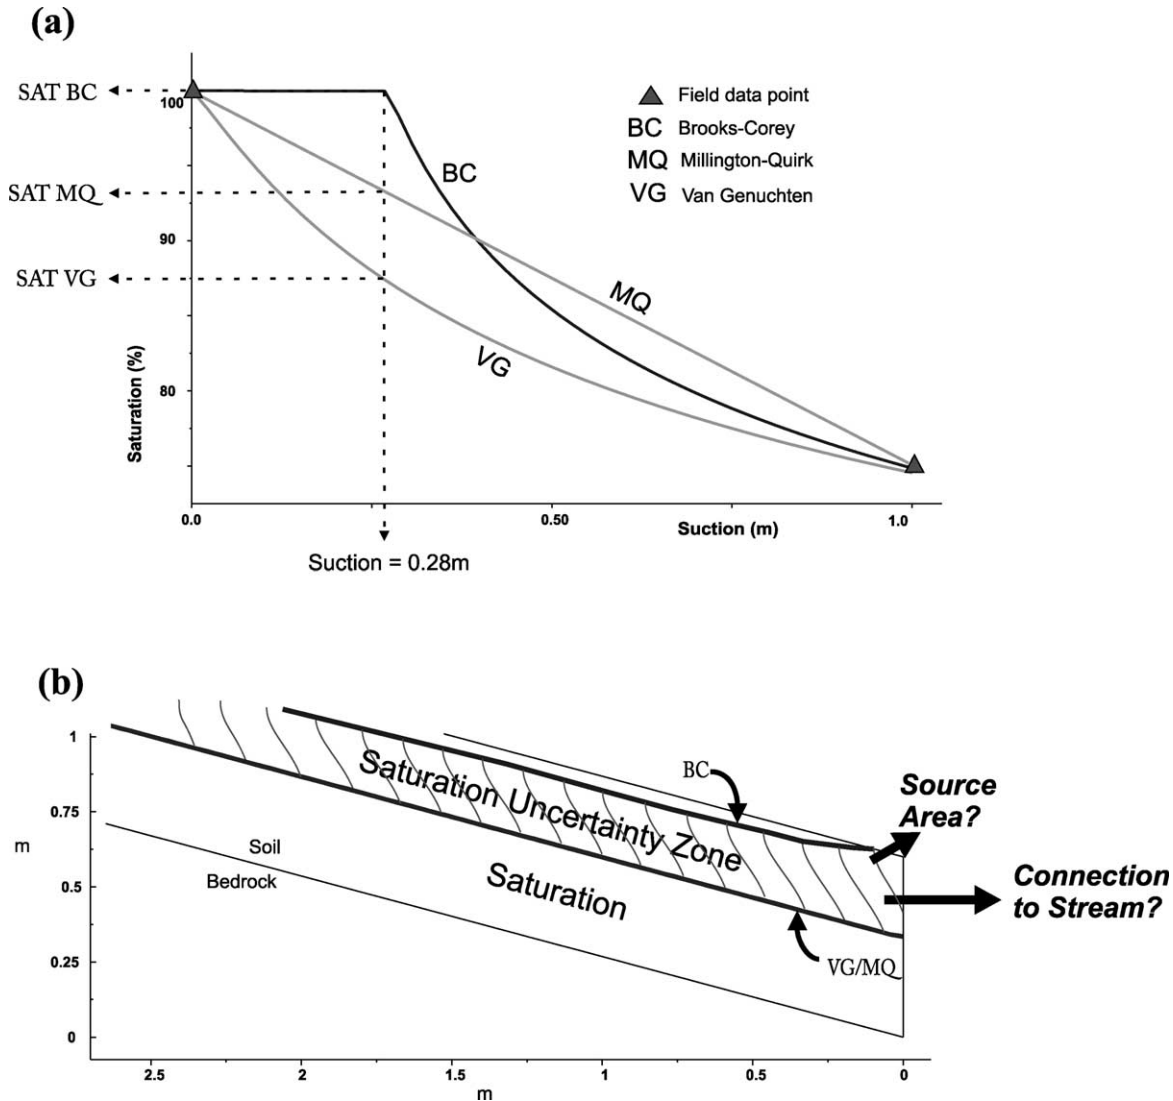 (a)
SAT BC
100
Field data point
BC Brooks-Corey
MQ Millington-Quirk
VG Van Genuchten
BC
SAT MQ
90
SAT VG
MQ
VG
Saturation (%)
80
0.0
0.50
Suction (m)
1.0
Suction = 0.28m
(b)
1
0.75
m
0.5
0.25
0
Soil
Bedrock
Saturation Uncertainty Zone
Saturation
BC
VG/MQ
Source
Area?
Connection
to Stream?
2.5
2
1.5
1
0.5
0
m